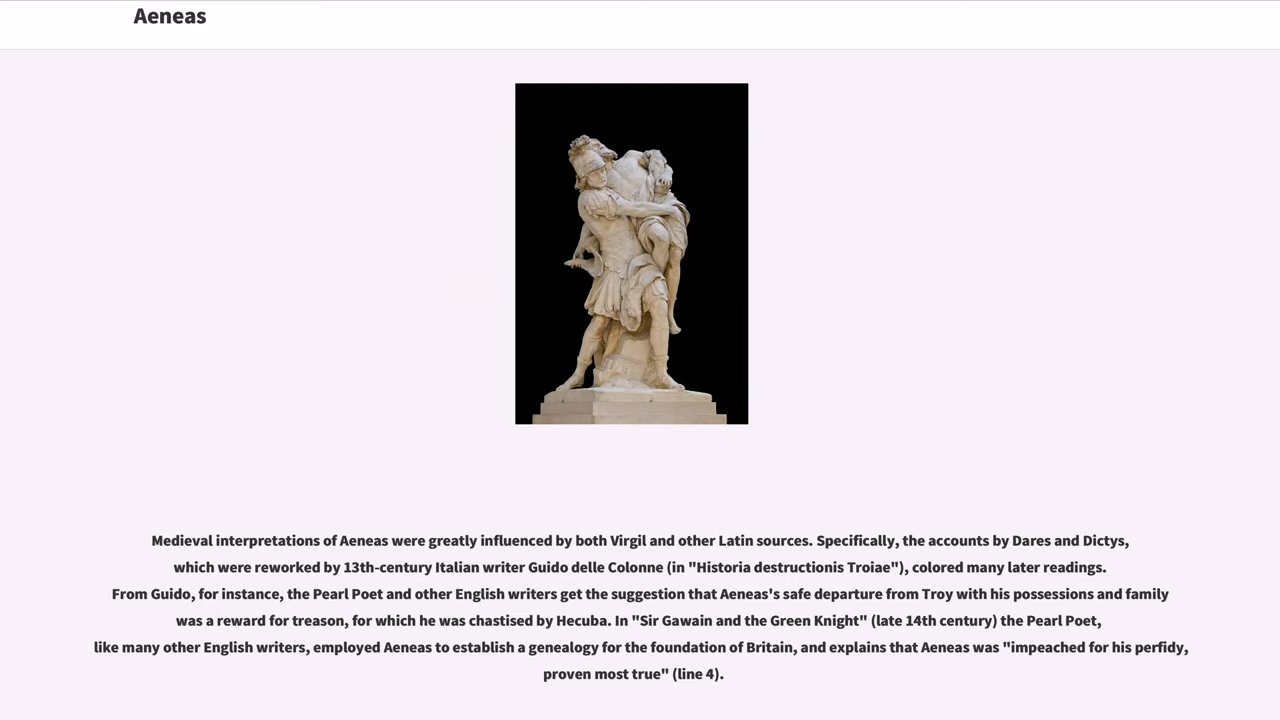 Aeneas
Medieval interpretations of Aeneas were greatly influenced by both Virgil and other Latin sources. Specifically, the accounts by Dares and Dictys,
which were reworked by 13th-century Italian writer Guido delle Colonne (in "Historia destructionis Troiae"), colored many later readings.
From Guido, for instance, the Pearl Poet and other English writers get the suggestion that Aeneas's safe departure from Troy with his possessions and family
was a reward for treason, for which he was chastised by Hecuba. In "Sir Gawain and the Green Knight" (late 14th century) the Pearl Poet,
like many other English writers, employed Aeneas to establish a genealogy for the foundation of Britain, and explains that Aeneas was "impeached for his perfidy,
proven most true" (line 4).